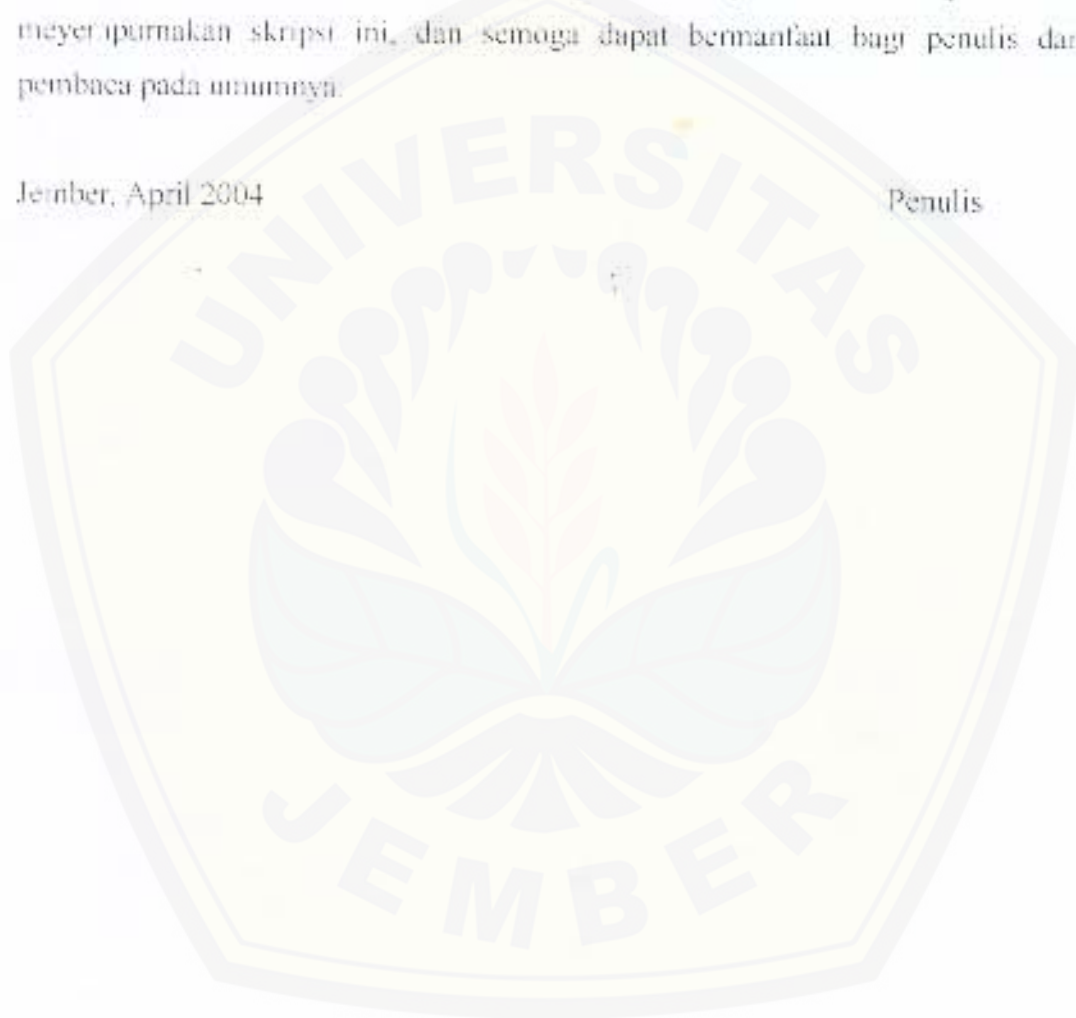 meyempurnakan skripsi ini, dan semoga dapat bermanfaat bagi penulis dan
pembaca pada umumnya.
Jember, April 2004
Penulis
UNIVERSITAS
JEMBER